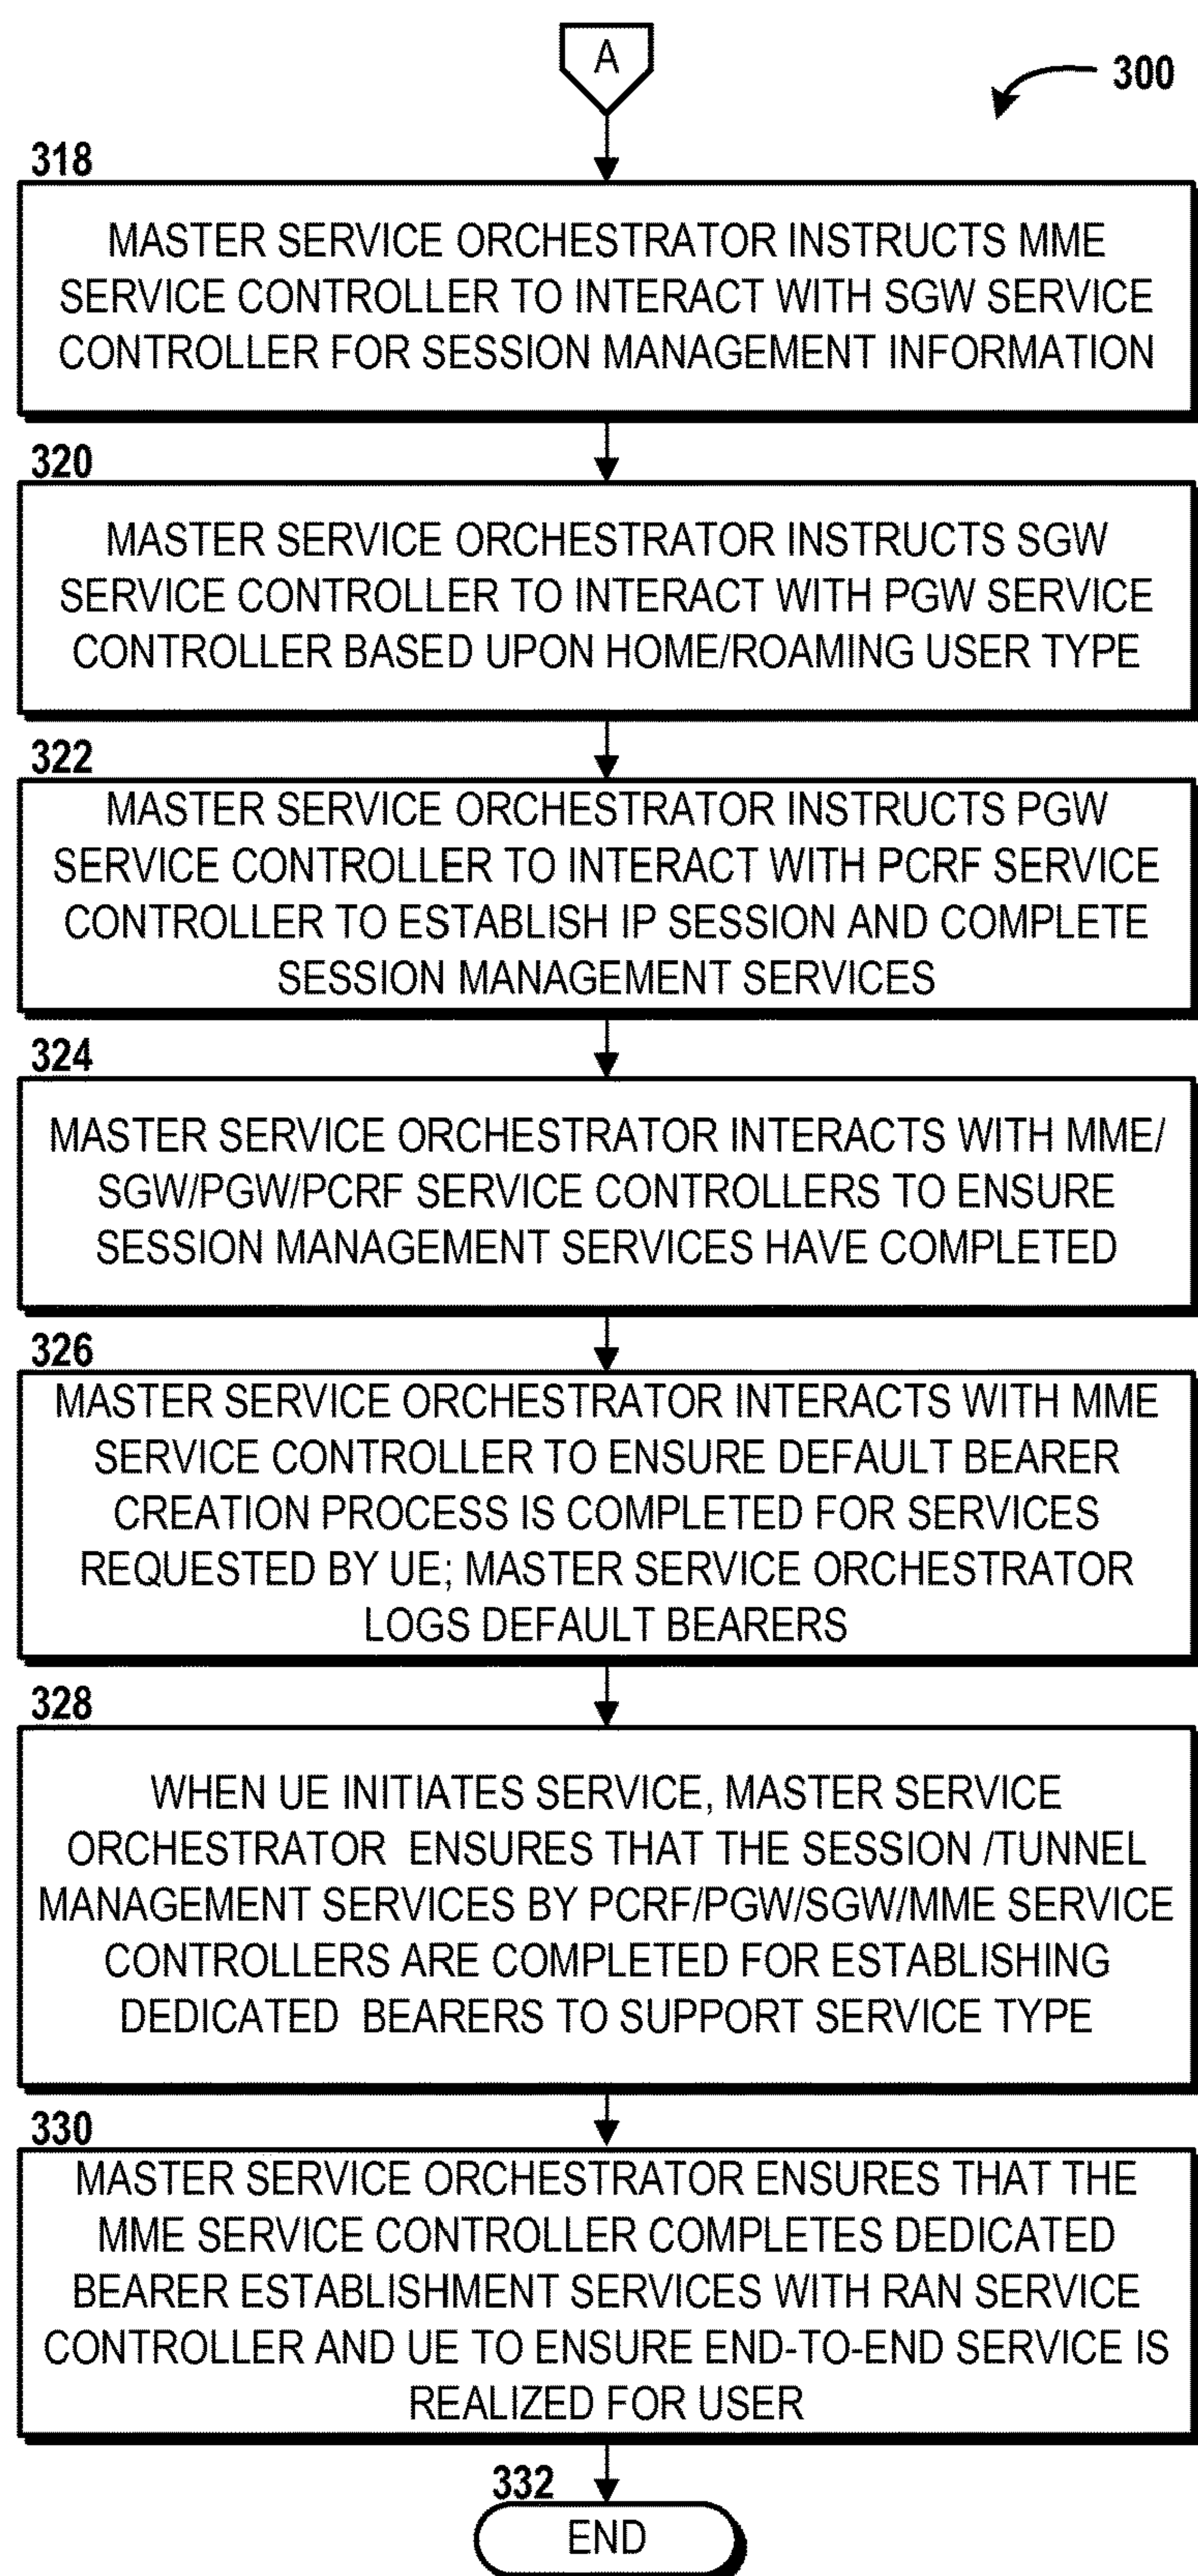 A
300
318
MASTER SERVICE ORCHESTRATOR INSTRUCTS MME
SERVICE CONTROLLER TO INTERACT WITH SGW SERVICE
CONTROLLER FOR SESSION MANAGEMENT INFORMATION
320
MASTER SERVICE ORCHESTRATOR INSTRUCTS SGW
SERVICE CONTROLLER TO INTERACT WITH PGW SERVICE
CONTROLLER BASED UPON HOME/ROAMING USER TYPE
322
MASTER SERVICE ORCHESTRATOR INSTRUCTS PGW
SERVICE CONTROLLER TO INTERACT WITH PCRF SERVICE
CONTROLLER TO ESTABLISH IP SESSION AND COMPLETE
SESSION MANAGEMENT SERVICES
324
MASTER SERVICE ORCHESTRATOR INTERACTS WITH MME/
SGW/PGW/PCRF SERVICE CONTROLLERS TO ENSURE
SESSION MANAGEMENT SERVICES HAVE COMPLETED
326
MASTER SERVICE ORCHESTRATOR INTERACTS WITH MME
SERVICE CONTROLLER TO ENSURE DEFAULT BEARER
CREATION PROCESS IS COMPLETED FOR SERVICES
REQUESTED BY UE; MASTER SERVICE ORCHESTRATOR
LOGS DEFAULT BEARERS
328
WHEN UE INITIATES SERVICE, MASTER SERVICE
ORCHESTRATOR ENSURES THAT THE SESSION /TUNNEL
MANAGEMENT SERVICES BY PCRF/PGW/SGW/MME SERVICE
CONTROLLERS ARE COMPLETED FOR ESTABLISHING
DEDICATED BEARERS TO SUPPORT SERVICE TYPE
330
MASTER SERVICE ORCHESTRATOR ENSURES THAT THE
MME SERVICE CONTROLLER COMPLETES DEDICATED
BEARER ESTABLISHMENT SERVICES WITH RAN SERVICE
CONTROLLER AND UE TO ENSURE END-TO-END SERVICE IS
REALIZED FOR USER
332
END